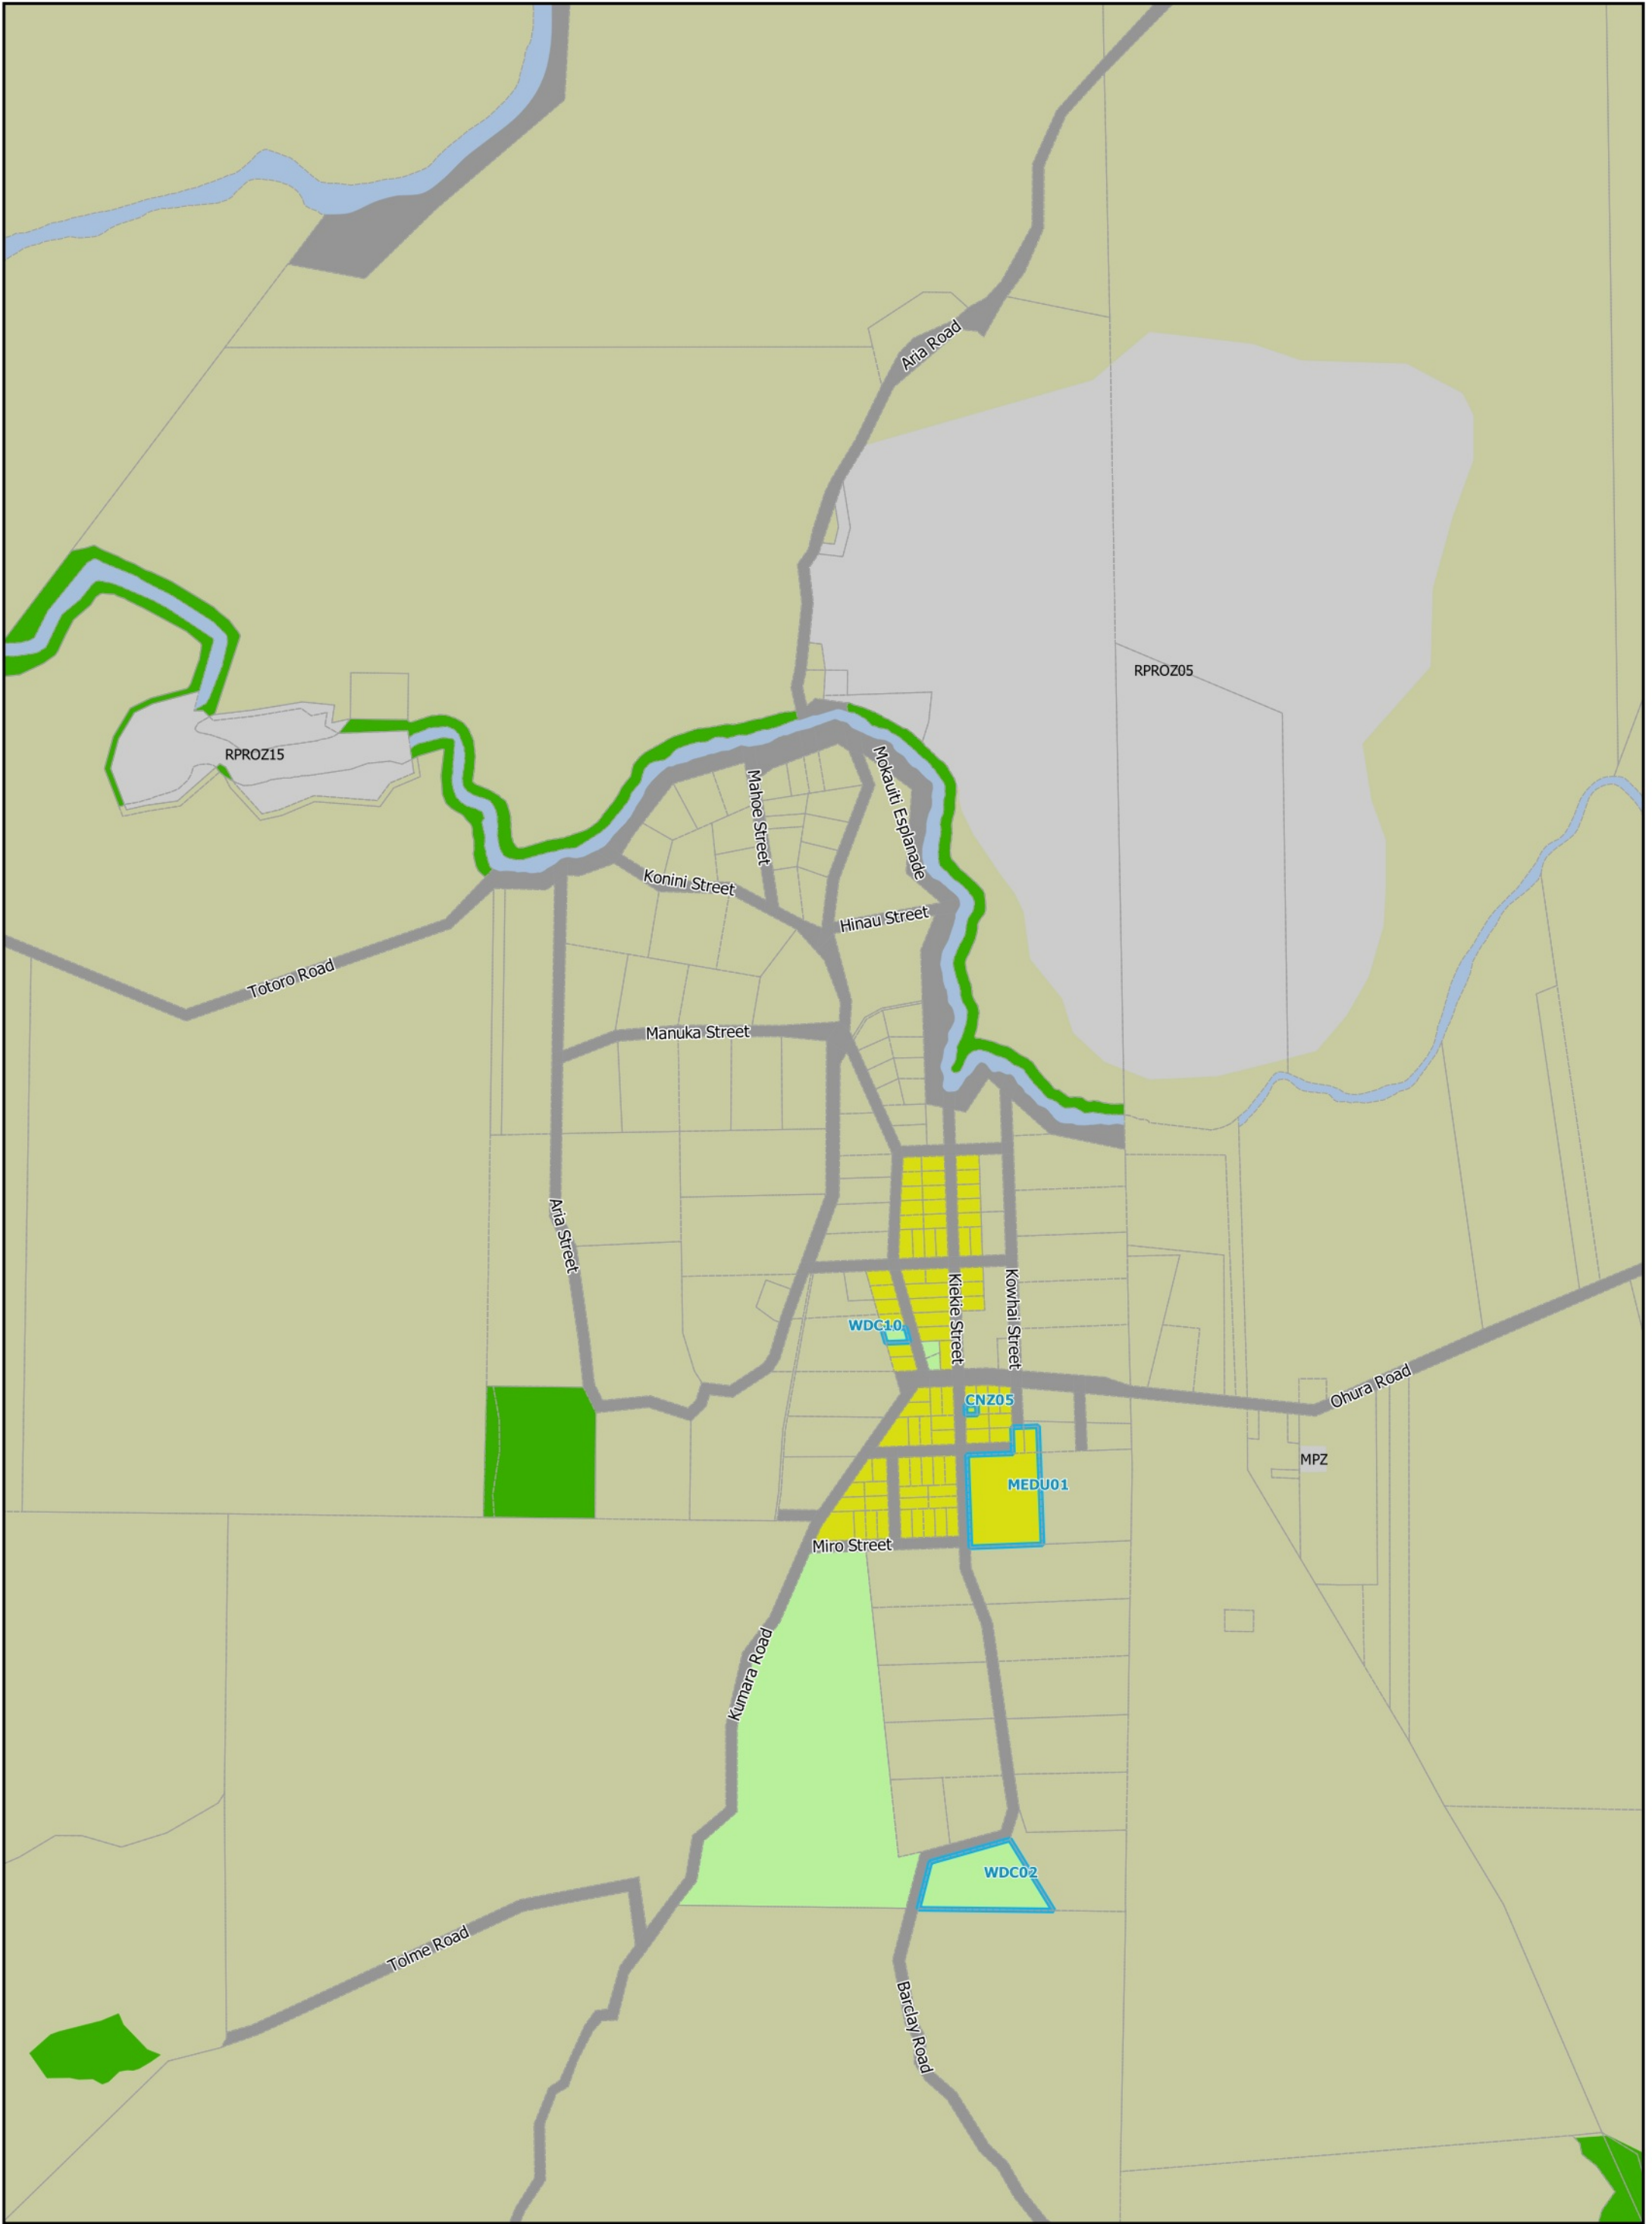 Aria Road
RPROZ05
RPROZ15
Mahoe Street
Mokauiti Esplanade
Konini Street
Hinau Street
Totoro Road
Manuka Street
Aria Street
Kiekie Street
Kowhai Street
WDC10
Ohura Road
CNZ05
MPZ
MEDU01
Miro Street
Kumara Road
WDC02
Tolme Road
Barclay Road